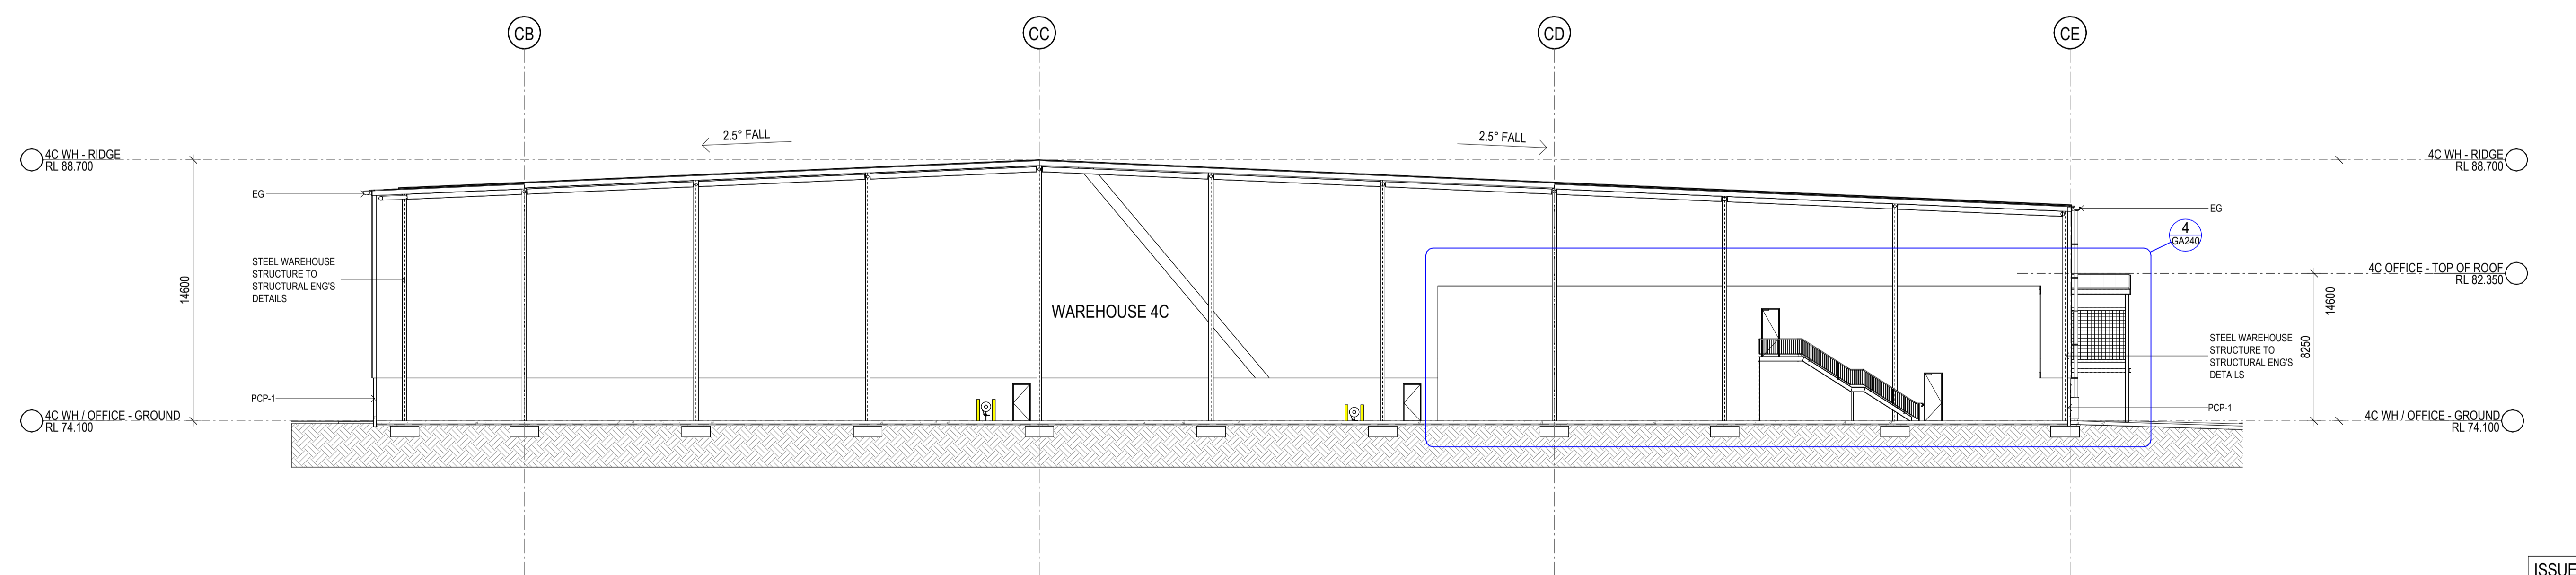 CB
CC
CD
CE
2.5° FALL
2.5° FALL
4C WH - RIDGE
RL 88.700
4C WH - RIDGE
RL 88.700
EG
EG
4
GA240
STEEL WAREHOUSE
STRUCTURE TO
STRUCTURAL ENG'S
DETAILS
14600
WAREHOUSE 4C
4C OFFICE - TOP OF ROOF
RL 82.350
14600
8250
STEEL WAREHOUSE
STRUCTURE TO
STRUCTURAL ENG'S
DETAILS
PCP-1
PCP-1
4C WH / OFFICE - GROUND
RL 74.100
4C WH / OFFICE - GROUND
RL 74.100
ISSUE